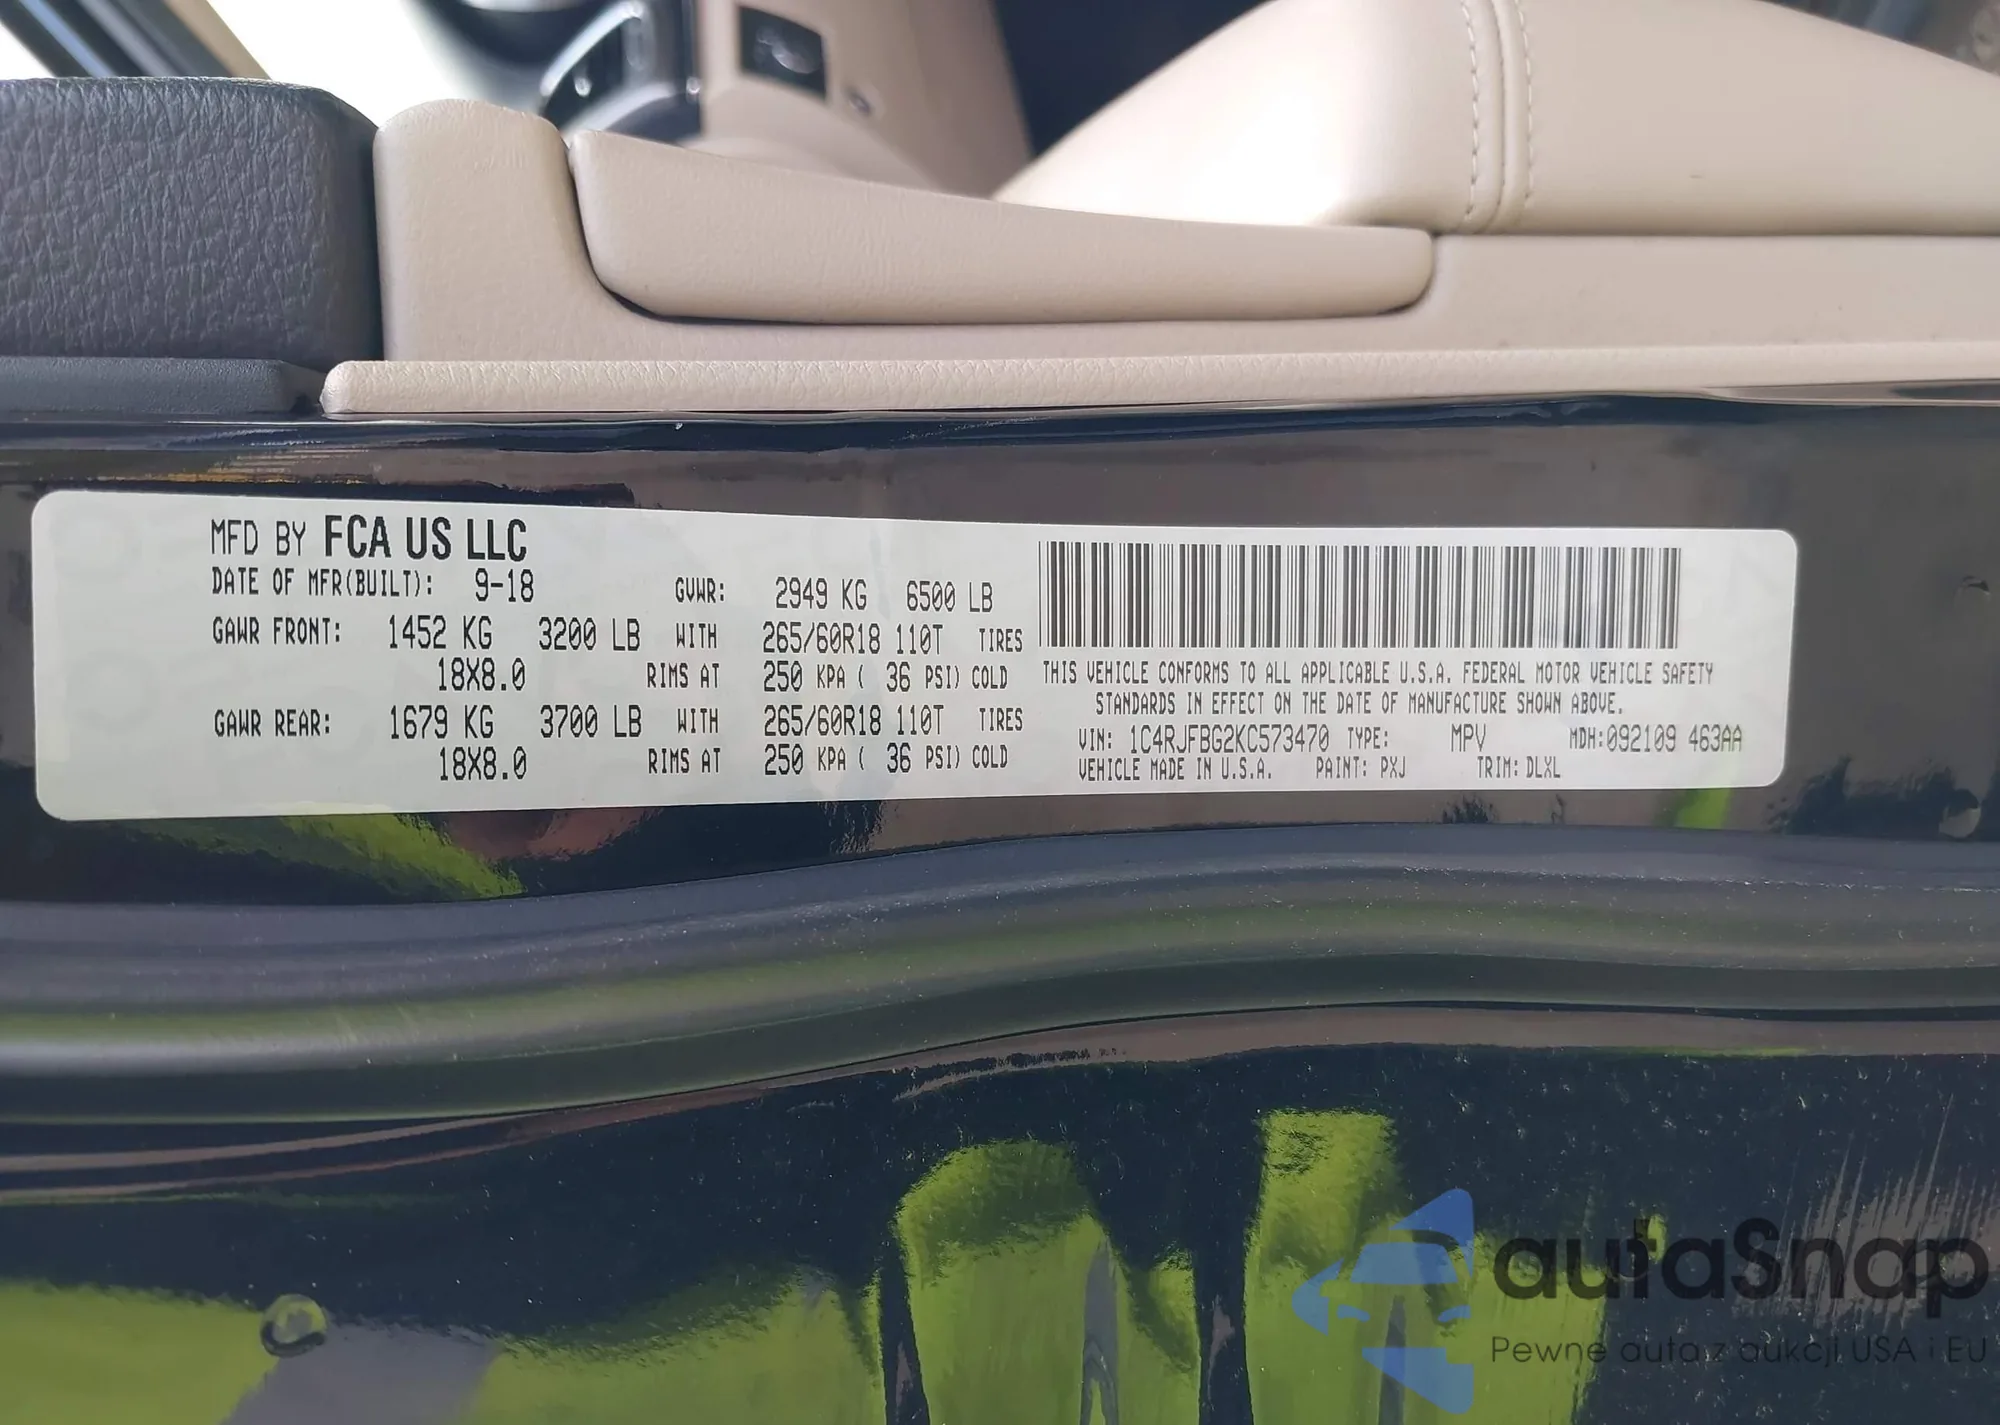 MFD BY FCA US LLC
DATE OF MFR(BUILT): 9-18 GVWR: 2949 KG 6500 LB
GAWR FRONT: 1452 KG 3200 LB WITH 265/60R18 110T TIRES
18X8.0 RIMS AT 250 KPA ( 36 PSI) COLD
GAWR REAR: 1679 KG 3700 LB WITH 265/60R18 110T TIRES
18X8.0 RIMS AT 250 KPA ( 36 PSI) COLD
THIS VEHICLE CONFORMS TO ALL APPLICABLE U.S.A. FEDERAL MOTOR VEHICLE SAFETY
STANDARDS IN EFFECT ON THE DATE OF MANUFACTURE SHOWN ABOVE.
VIN: 1C4RJFBG2KC573470 TYPE: MPV MDH:092109 463AA
VEHICLE MADE IN U.S.A. PAINT: PXJ TRIM: DLXL
autaSnap
Pewne auta z aukcji USA i EU